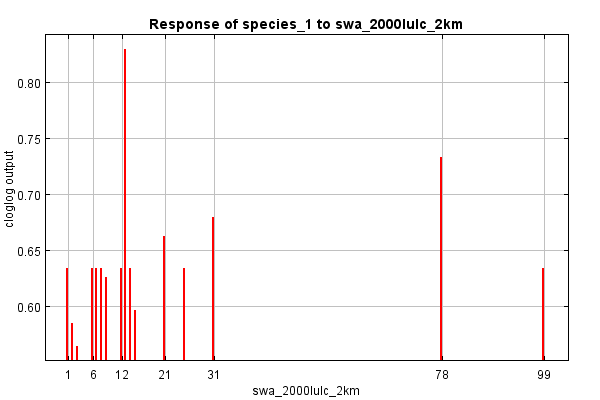 Response of species_1 to swa_2000lulc_2km
cloglog output
0.80
0.75
0.70
0.65
0.60
1 6 12 21 31 78 99
swa_2000lulc_2km